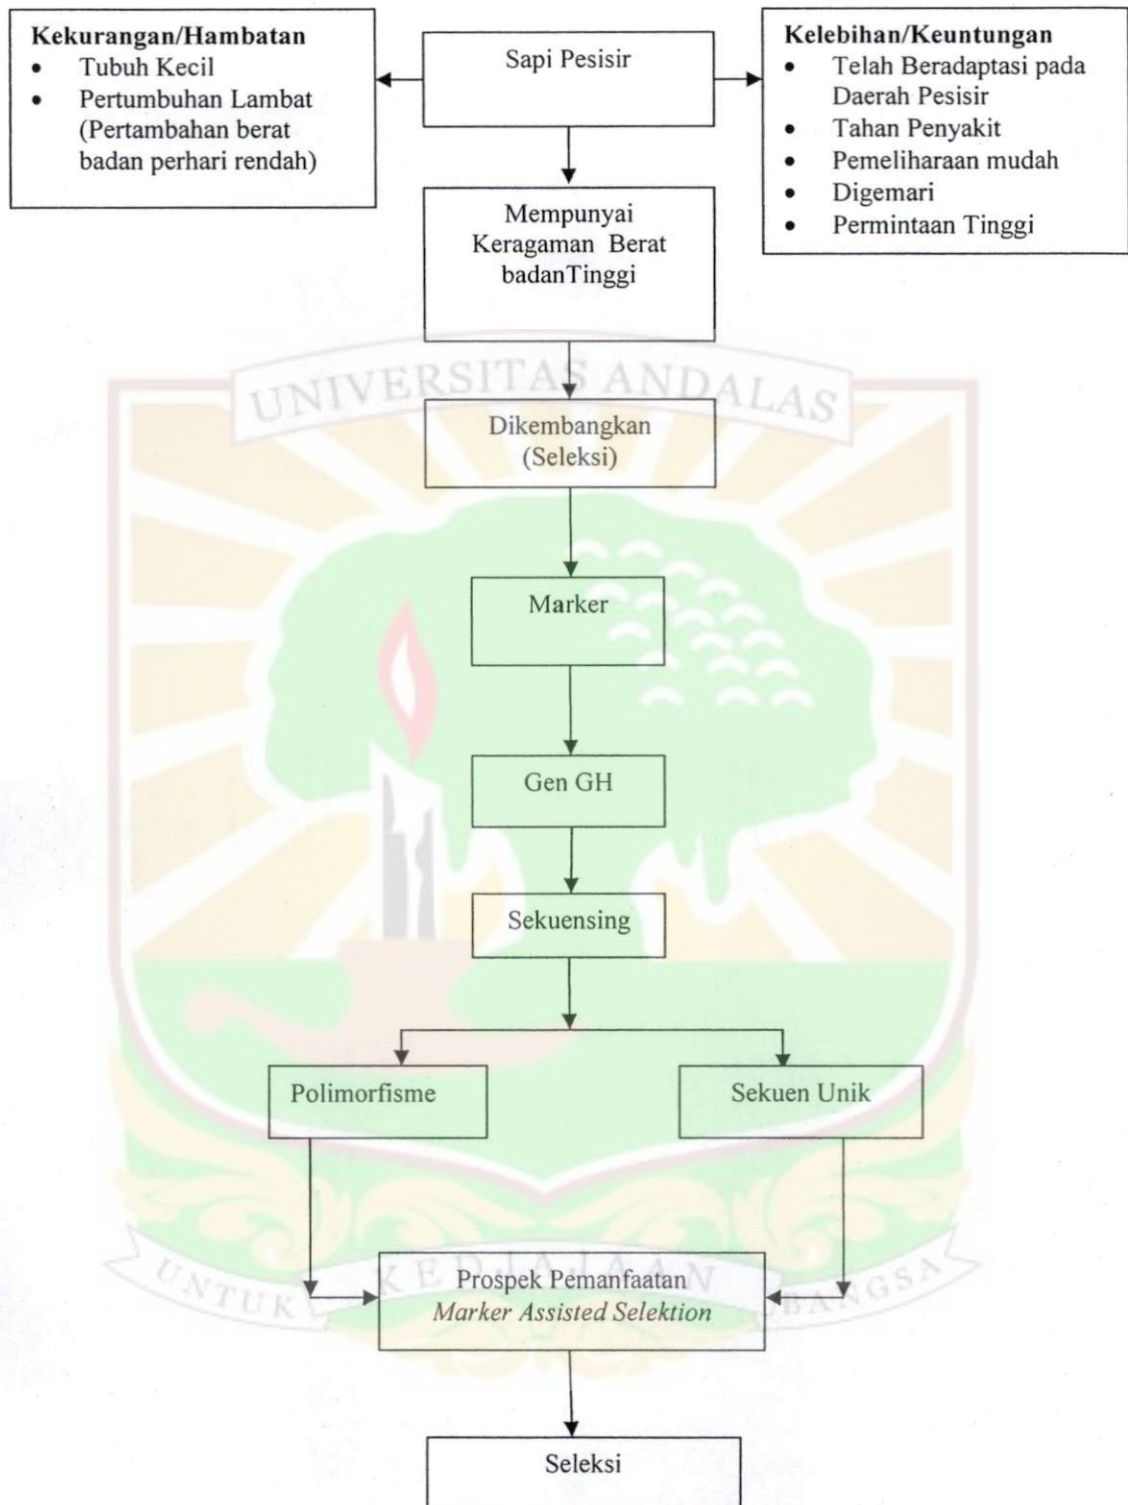 Kekurangan/Hambatan
• Tubuh Kecil
• Pertumbuhan Lambat
(Pertambahan berat
badan perhari rendah)
Sapi Pesisir
Kelebihan/Keuntungan
• Telah Beradaptasi pada
Daerah Pesisir
• Tahan Penyakit
• Pemeliharaan mudah
• Digemari
• Permintaan Tinggi
Mempunyai
Keragaman Berat
badanTinggi
UNIVERSITAS ANDALAS
Dikembangkan
(Seleksi)
Marker
Gen GH
Sekuensing
Polimorfisme
Sekuen Unik
Prospek Pemanfaatan
Marker Assisted Selektion
UNTUK KEDJAJAAN BANGSA
Seleksi